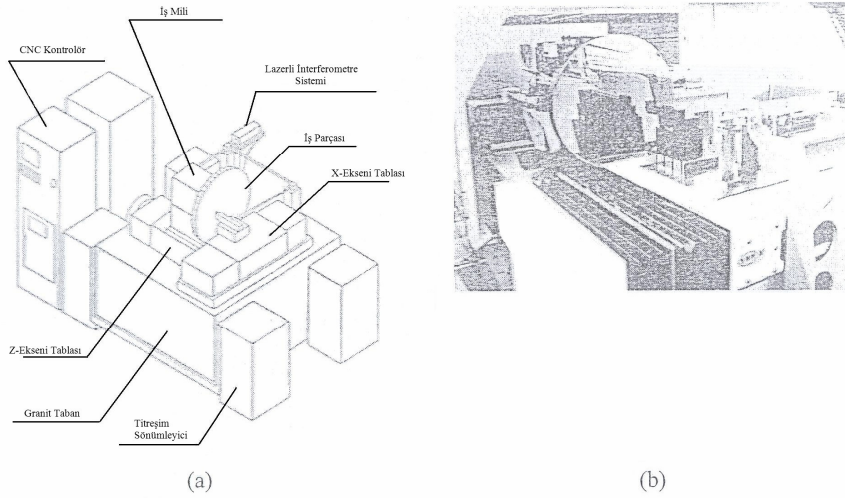 İş Mili
CNC Kontrolör
Lazerli İnterferometre
Sistemi
İş Parçası
X-Ekseni Tablası
Z-Ekseni Tablası
Granit Taban
Titreşim
Sönümleyici
(a)
(b)